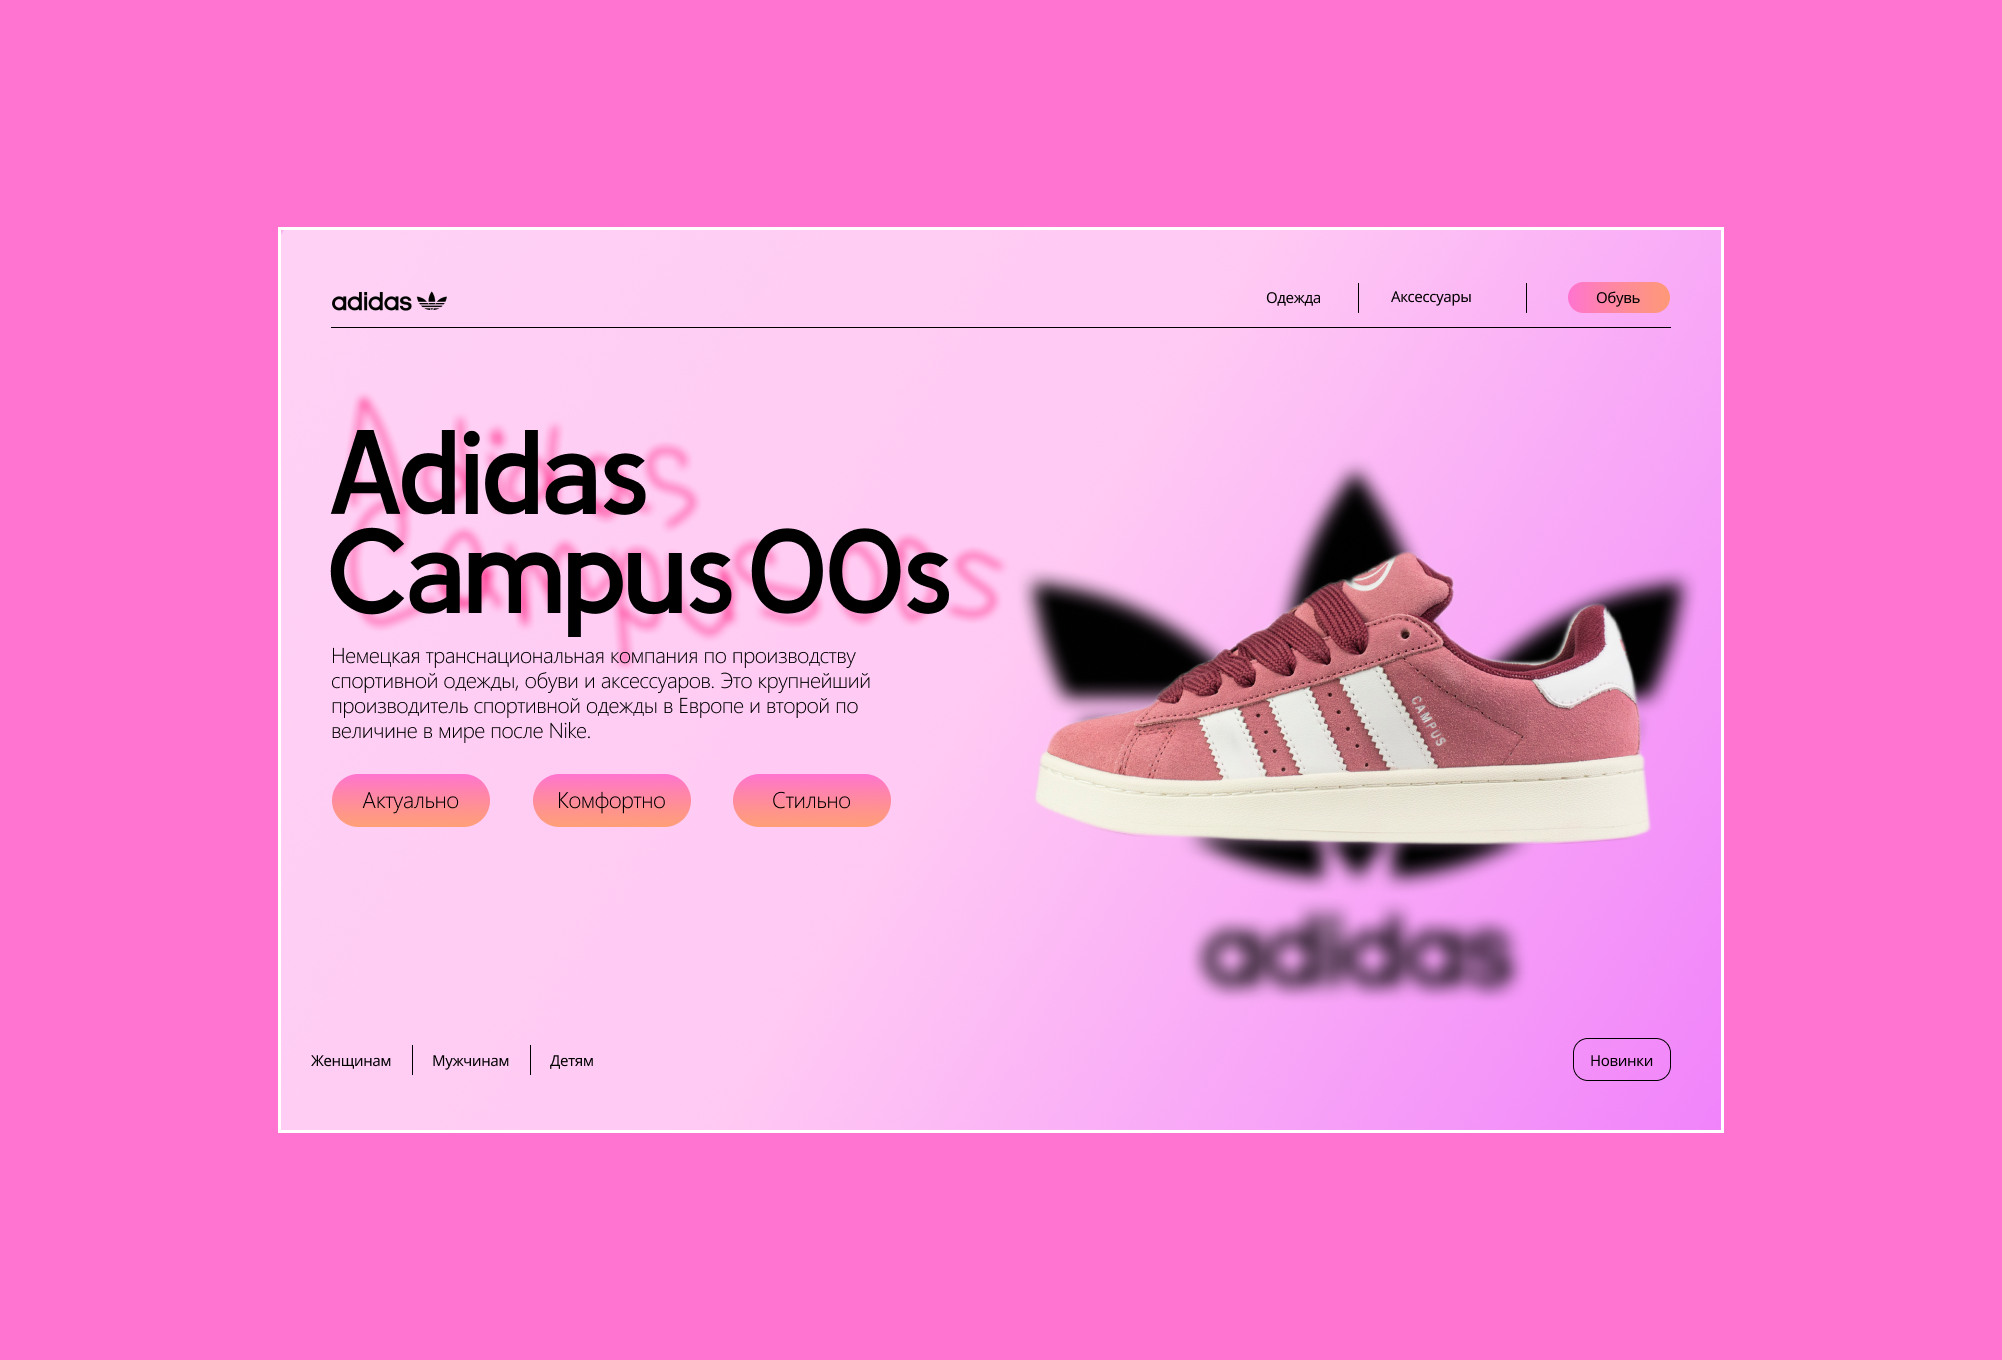 adidas
Одежда
Аксессуары
Обувь
Adidas
Campus 00s
Немецкая транснациональная компания по производству
спортивной одежды, обуви и аксессуаров. Это крупнейший
производитель спортивной одежды в Европе и второй по
величине в мире после Nike.
Актуально
Комфортно
Стильно
CAMPUS
adidas
Женщинам
Мужчинам
Детям
Новинки